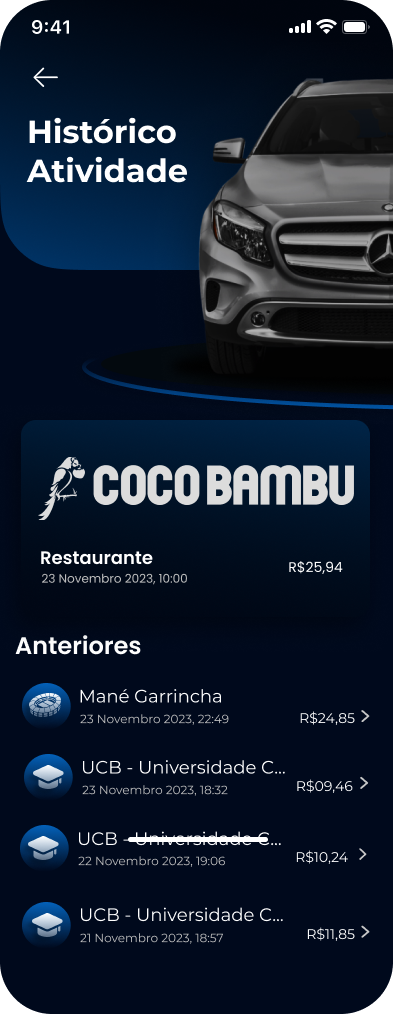 9:41
Histórico
Atividade
COCO BAMBU
Restaurante
23 Novembro 2023, 10:00
R$25,94
Anteriores
Mané Garrincha
23 Novembro 2023, 22:49
R$24,85
UCB - Universidade C...
23 Novembro 2023, 18:32
R$09,46
UCB - Universidade C...
22 Novembro 2023, 19:06
R$10,24
UCB - Universidade C...
21 Novembro 2023, 18:57
R$11,85